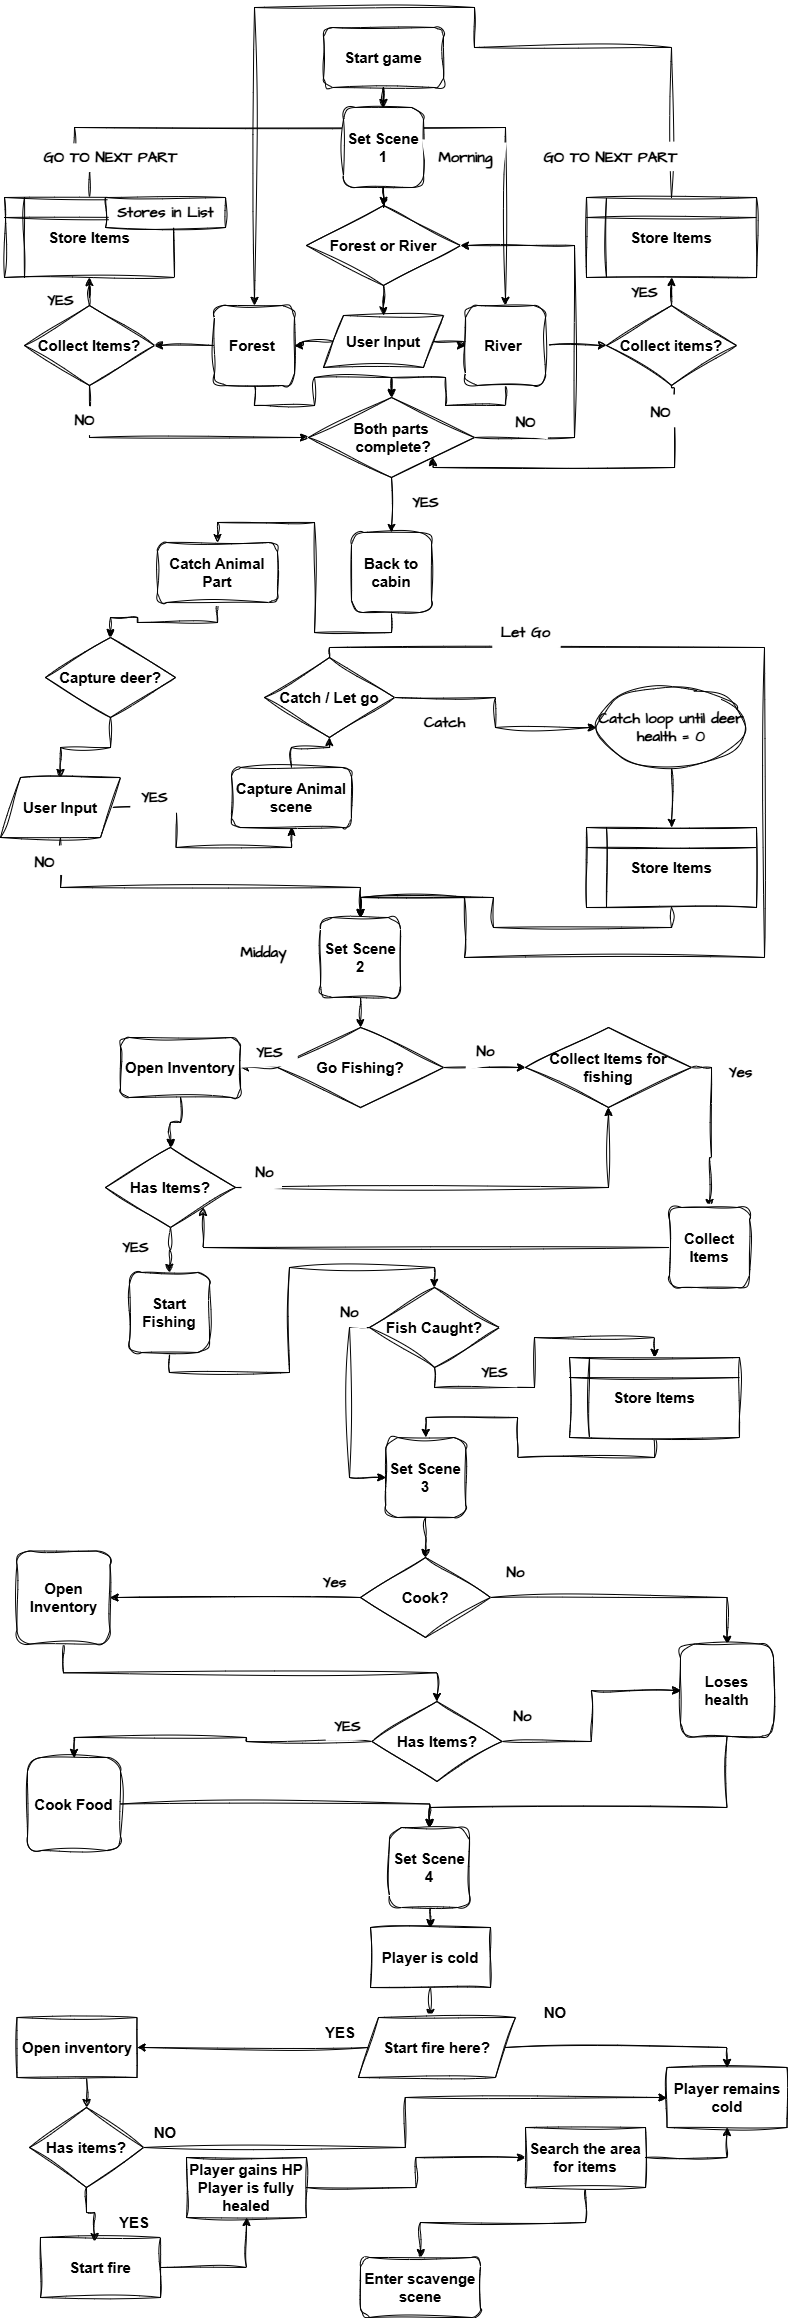 Start game
Set Scene
1
GO TO NEXT PART
Morning
GO TO NEXT PART
Stores in List
Store Items
Forest or River
Store Items
YES
YES
Collect Items?
Forest
User Input
River
Collect items?
NO
Both parts
complete?
NO
NO
YES
Catch Animal
Part
Back to
cabin
Let Go
Capture deer?
Catch / Let go
Catch
Catch loop until deer
health = 0
User Input
YES
Capture Animal
scene
NO
Store Items
Midday
Set Scene
2
Open Inventory
YES
Go Fishing?
No
Collect Items for
fishing
Yes
Has Items?
No
YES
Collect
Items
Start
Fishing
No
Fish Caught?
YES
Store Items
Set Scene
3
Open
Inventory
Yes
Cook?
No
Loses
health
YES
Has Items?
No
Cook Food
Set Scene
4
Player is cold
NO
YES
Open inventory
Start fire here?
Player remains
cold
Has items?
NO
Search the area
for items
Player gains HP
Player is fully
healed
YES
Start fire
Enter scavenge
scene